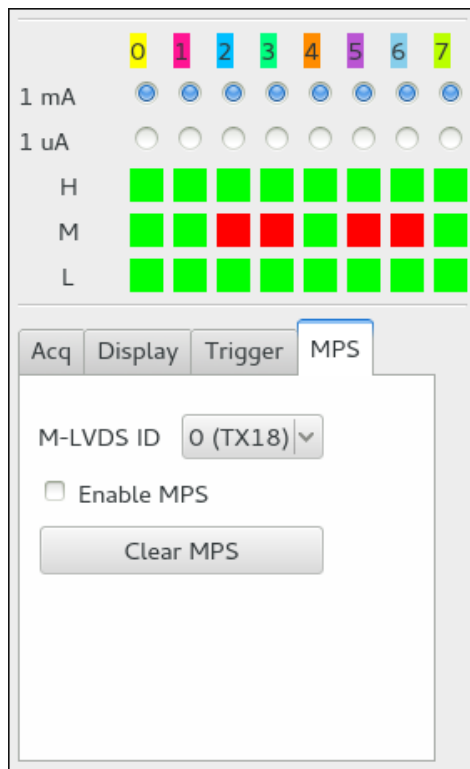 0 1 2 3 4 5 6 7
1 mA
1 uA
H
M
L
Acq Display Trigger MPS
M-LVDS ID 0 (TX18)
Enable MPS
Clear MPS